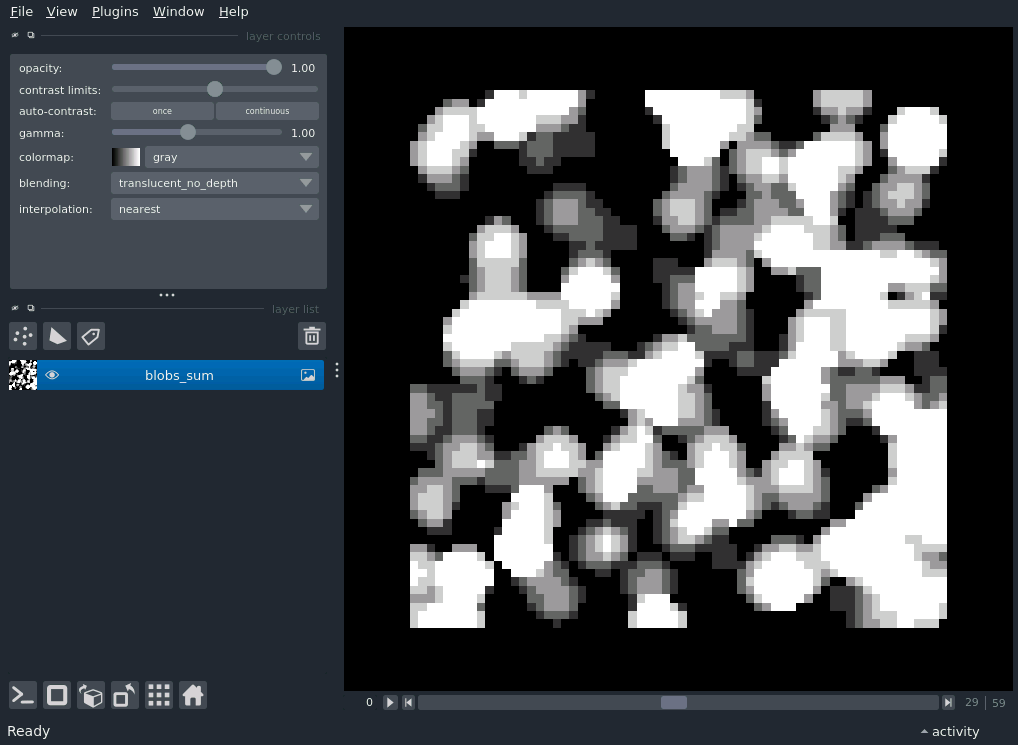 File View Plugins Window Help
layer controls
opacity: 1.00
contrast limits:
auto-contrast: once continuous
gamma: 1.00
colormap: gray
blending: translucent_no_depth
interpolation: nearest
layer list
blobs_sum
0 29 59
Ready activity